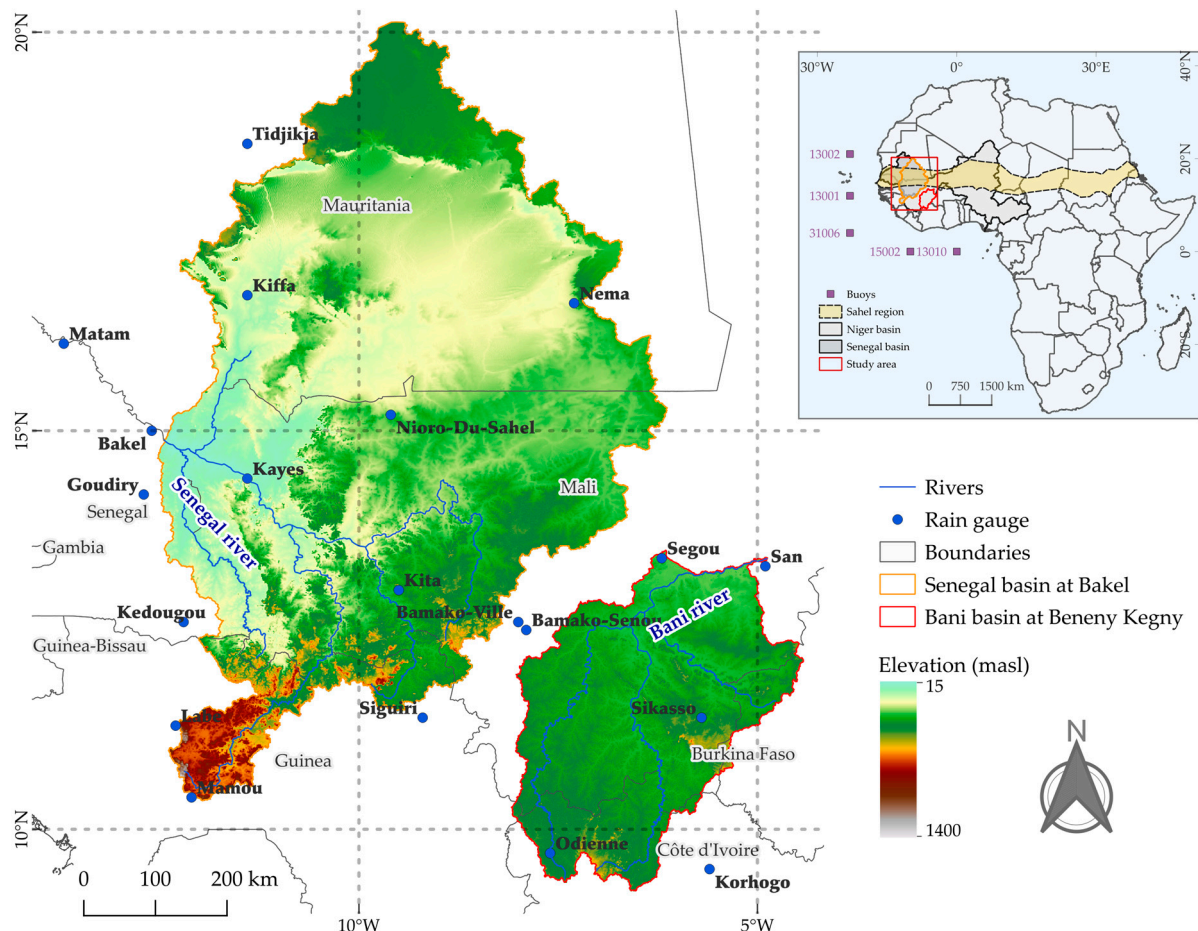 20°N
15°N
10°N
10°W
5°W
Tidjikja
Mauritania
Kiffa
Nema
Matam
Bakel
Nioro-Du-Sahel
Kayes
Goudiry
Senegal
Senegal river
Mali
Gambia
Segou
San
Kita
Kedougou
Bamako-Ville
Bamako-Senou
Bani river
Guinea-Bissau
Siguiri
Labe
Sikasso
Guinea
Burkina Faso
Mamou
Odienne
Côte d'Ivoire
Korhogo
0 100 200 km
30°W 0° 30°E
40°N
20°N
0°
20°S
13002
13001
31006
15002
13010
Buoys
Sahel region
Niger basin
Senegal basin
Study area
0 750 1500 km
Rivers
Rain gauge
Boundaries
Senegal basin at Bakel
Bani basin at Beneny Kegny
Elevation (masl)
15
1400
N